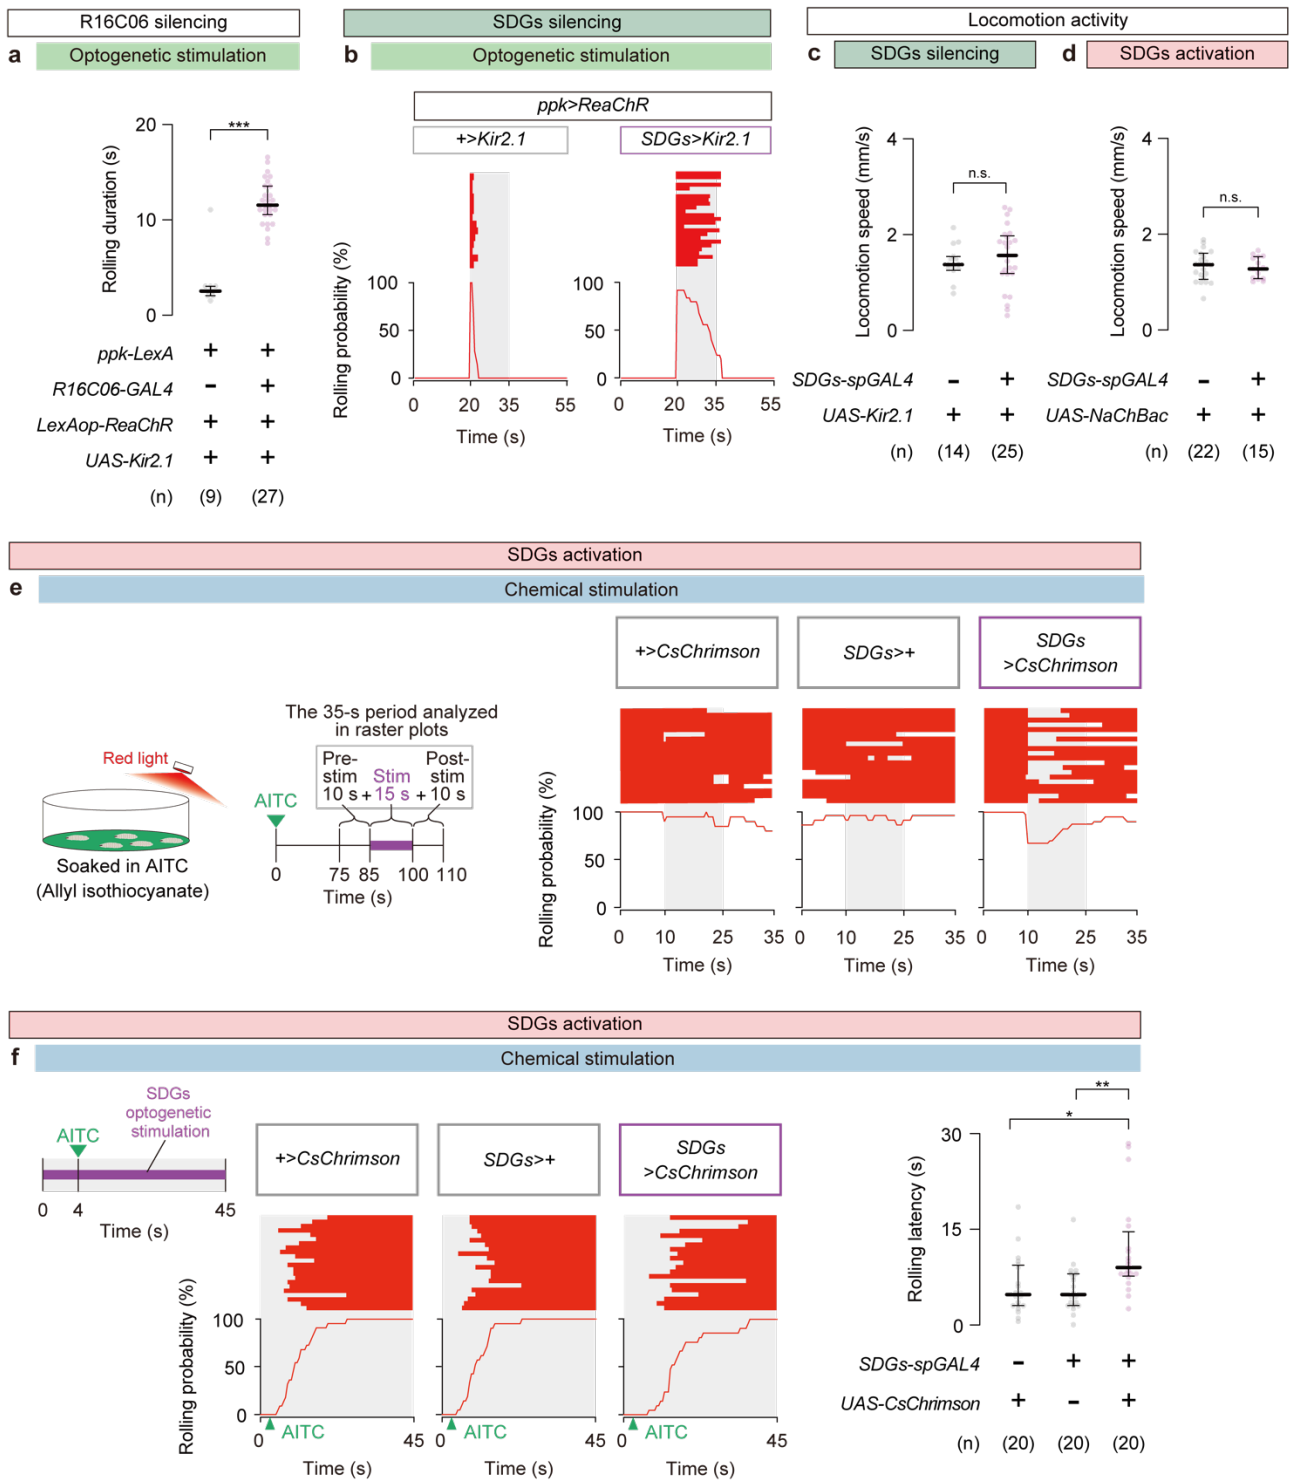 R16C06 silencing
a
Optogenetic stimulation
Rolling duration (s)
20
10
0
***
ppk-LexA + +
R16C06-GAL4 - +
LexAop-ReaChR + +
UAS-Kir2.1 + +
(n) (9) (27)
SDGs silencing
b
Optogenetic stimulation
ppk>ReaChR
+>Kir2.1
SDGs>Kir2.1
Rolling probability (%)
100 100
50 50
0 0
0 20 35 55 0 20 35 55
Time (s) Time (s)
Locomotion activity
c
SDGs silencing
Locomotion speed (mm/s)
4
2
0
n.s.
SDGs-spGAL4 - +
UAS-Kir2.1 + +
(n) (14) (25)
d
SDGs activation
Locomotion speed (mm/s)
4
2
0
n.s.
SDGs-spGAL4 - +
UAS-NaChBac + +
(n) (22) (15)
SDGs activation
e
Chemical stimulation
Red light
Soaked in AITC
(Allyl isothiocyanate)
The 35-s period analyzed
in raster plots
Pre-
stim
10 s
+
Stim
15 s
+
Post-
stim
10 s
AITC
0 75 85 100 110
Time (s)
+>CsChrimson
SDGs>+
SDGs
>CsChrimson
Rolling probability (%)
100
50
0
0 10 25 35 0 10 25 35 0 10 25 35
Time (s) Time (s) Time (s)
SDGs activation
f
Chemical stimulation
SDGs
optogenetic
stimulation
AITC
0 4 45
Time (s)
+>CsChrimson
SDGs>+
SDGs
>CsChrimson
Rolling probability (%)
100
50
0
AITC AITC AITC
0 45 0 45 0 45
Time (s) Time (s) Time (s)
Rolling latency (s)
30
15
0
**
*
SDGs-spGAL4 - + +
UAS-CsChrimson + - +
(n) (20) (20) (20)